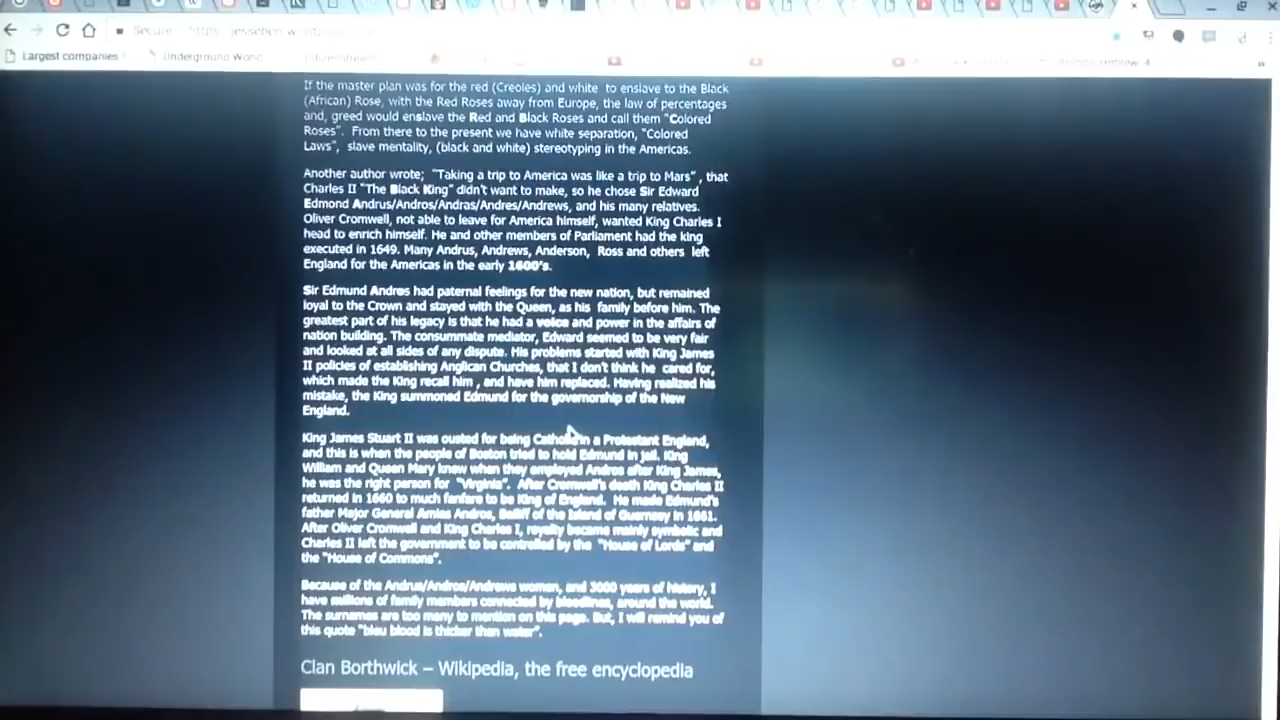 Secure
Largest companies
Underground World
If the master plan was for the red (Creoles) and white to enslave to the Black
(African) Rose, with the Red Roses away from Europe, the law of percentages
and, greed would enslave the Red and Black Roses and call them "Colored
Roses". From there to the present we have white separation, "Colored
Laws", slave mentality, (black and white) stereotyping in the Americas.
Another author wrote; "Taking a trip to America was like a trip to Mars" , that
Charles II "The Black King" didn't want to make, so he chose Sir Edward
Edmond Andrus/Andros/Andras/Andres/Andrews, and his many relatives.
Oliver Cromwell, not able to leave for America himself, wanted King Charles I
head to enrich himself. He and other members of Parliament had the king
executed in 1649. Many Andrus, Andrews, Anderson, Ross and others left
England for the Americas in the early 1600's.
Sir Edmund Andros had paternal feelings for the new nation, but remained
loyal to the Crown and stayed with the Queen, as his family before him. The
greatest part of his legacy is that he had a voice and power in the affairs of
nation building. The consummate mediator, Edward seemed to be very fair
and looked at all sides of any dispute. His problems started with King James
II policies of establishing Anglican Churches, that I don't think he cared for,
which made the King recall him , and have him replaced. Having realized his
mistake, the King summoned Edmund for the governorship of the New
England.
King James Stuart II was ousted for being Catholic in a Protestant England,
and this is when the people of Boston tried to hold Edmund in jail. King
William and Queen Mary knew when they employed Andros after King James,
he was the right person for "Virginia". After Cromwell's death King Charles II
returned in 1660 to much fanfare to be King of England. He made Edmund's
father Major General Amias Andros, Bailiff of the Island of Guernsey in 1661.
After Oliver Cromwell and King Charles I, royalty became mainly symbolic and
Charles II left the government to be controlled by the "House of Lords" and
the "House of Commons".
Because of the Andrus/Andros/Andrews women, and 3000 years of history, I
have millions of family members connected by bloodlines, around the world.
The surnames are too many to mention on this page. But, I will remind you of
this quote "bleu blood is thicker than water".
Clan Borthwick – Wikipedia, the free encyclopedia